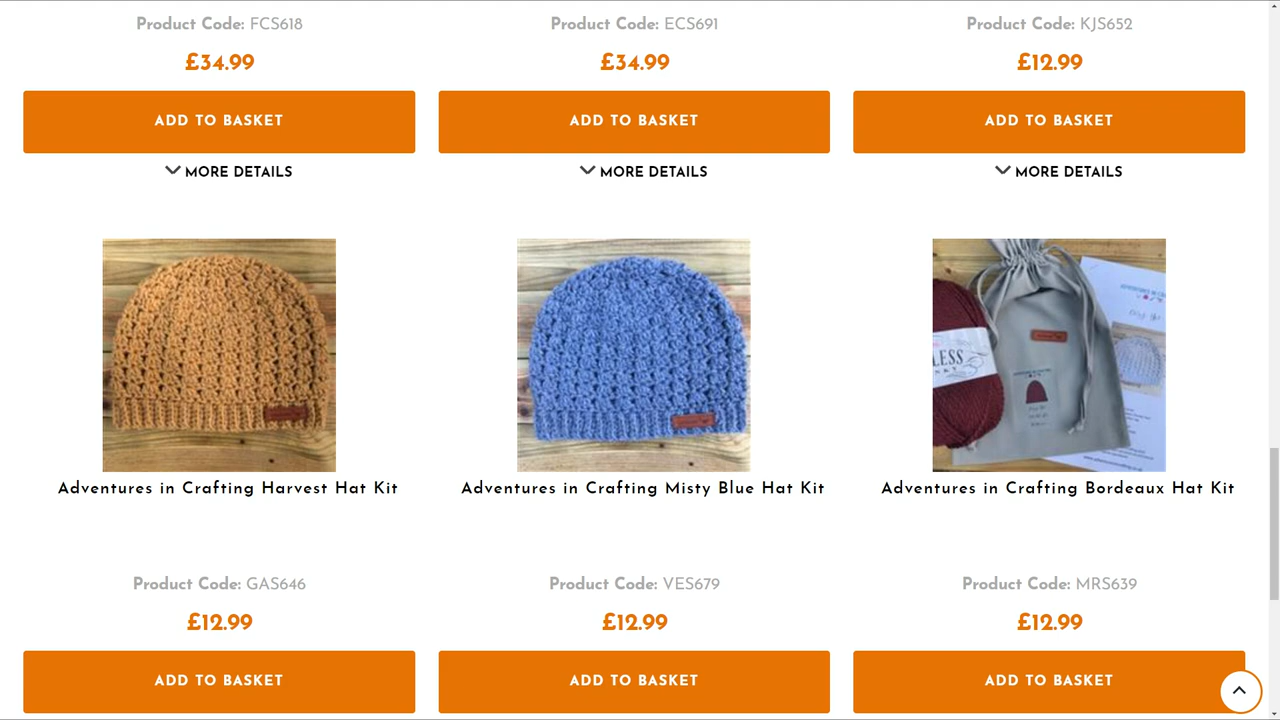 Product Code: FCS618
Product Code: ECS691
Product Code: KJS652
£34.99
£34.99
£12.99
ADD TO BASKET
ADD TO BASKET
ADD TO BASKET
MORE DETAILS
MORE DETAILS
MORE DETAILS
LESS
Adventures in Crafting Harvest Hat Kit
Adventures in Crafting Misty Blue Hat Kit
Adventures in Crafting Bordeaux Hat Kit
Product Code: GAS646
Product Code: VES679
Product Code: MRS639
£12.99
£12.99
£12.99
ADD TO BASKET
ADD TO BASKET
ADD TO BASKET